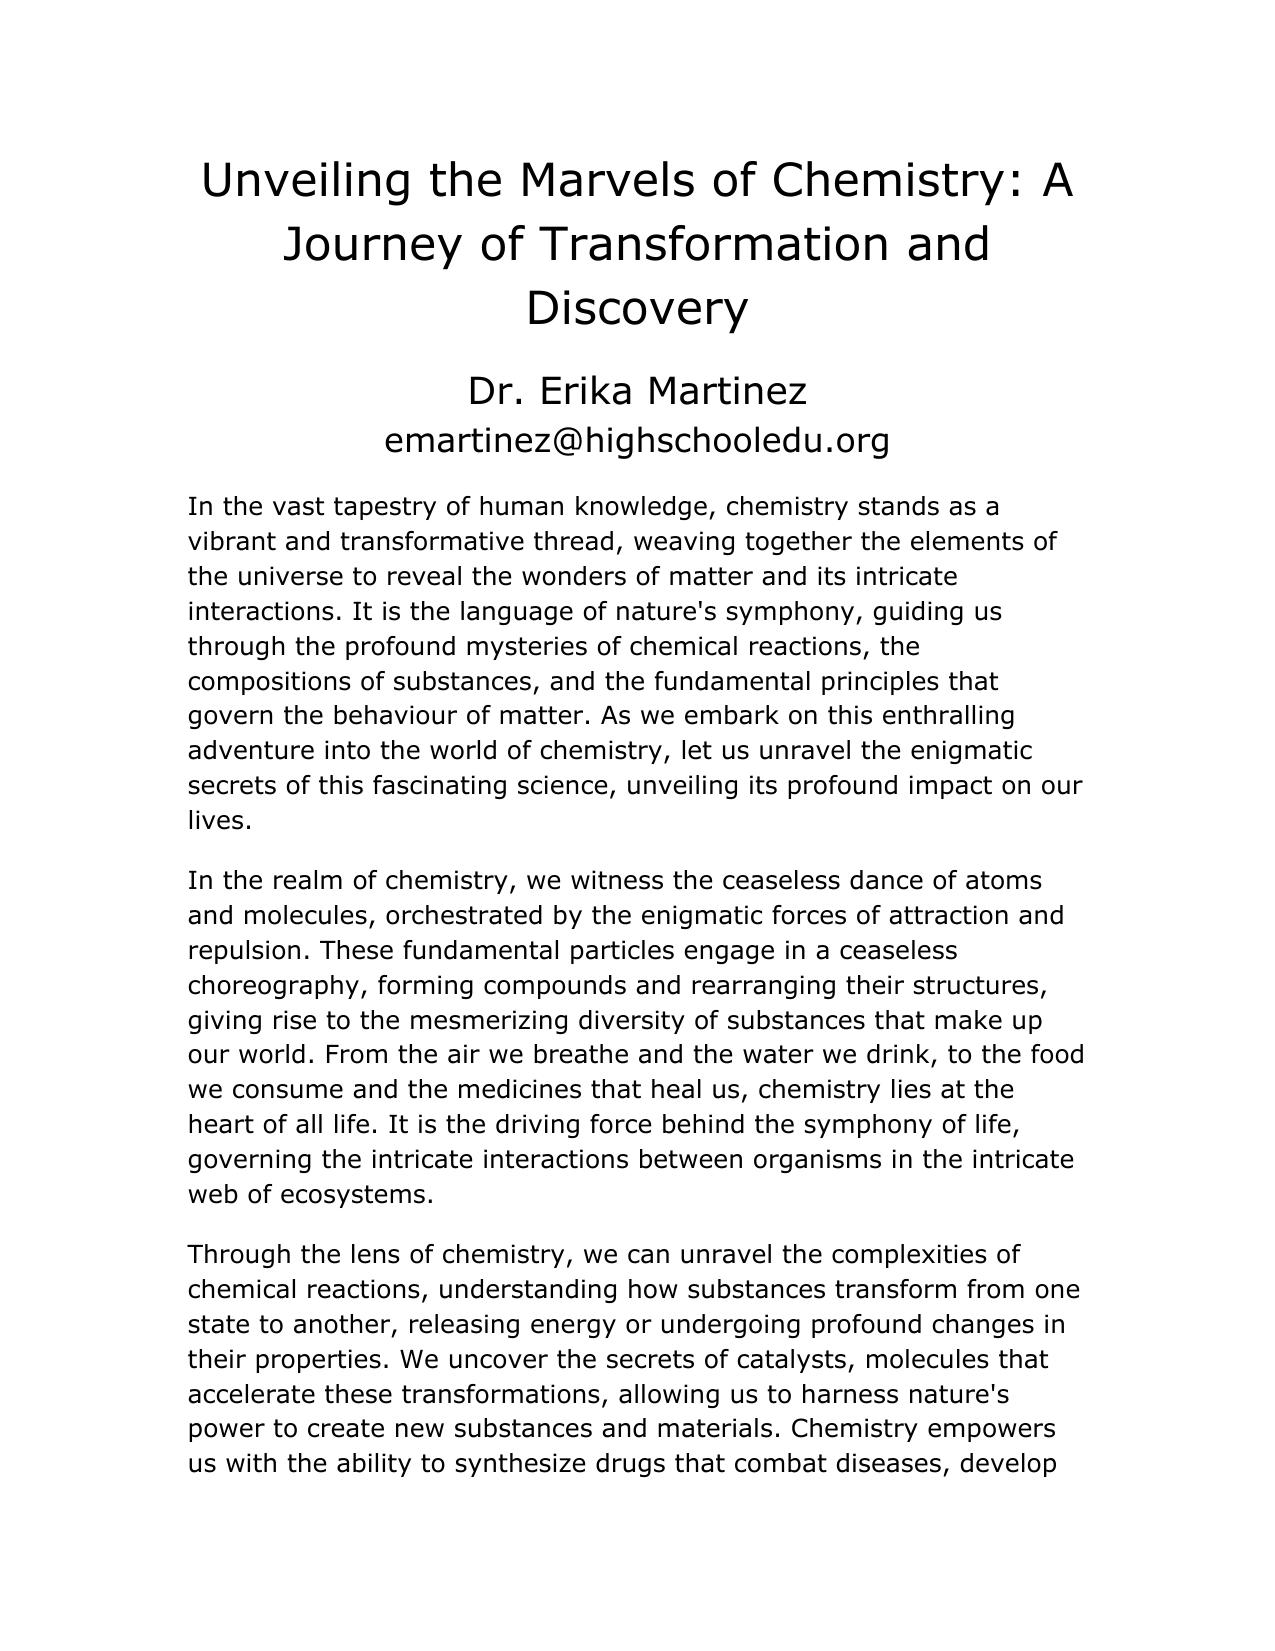 Unveiling the Marvels of Chemistry: A
Journey of Transformation and
Discovery
Dr. Erika Martinez
emartinez@highschooledu.org
In the vast tapestry of human knowledge, chemistry stands as a
vibrant and transformative thread, weaving together the elements of
the universe to reveal the wonders of matter and its intricate
interactions. It is the language of nature's symphony, guiding us
through the profound mysteries of chemical reactions, the
compositions of substances, and the fundamental principles that
govern the behaviour of matter. As we embark on this enthralling
adventure into the world of chemistry, let us unravel the enigmatic
secrets of this fascinating science, unveiling its profound impact on our
lives.
In the realm of chemistry, we witness the ceaseless dance of atoms
and molecules, orchestrated by the enigmatic forces of attraction and
repulsion. These fundamental particles engage in a ceaseless
choreography, forming compounds and rearranging their structures,
giving rise to the mesmerizing diversity of substances that make up
our world. From the air we breathe and the water we drink, to the food
we consume and the medicines that heal us, chemistry lies at the
heart of all life. It is the driving force behind the symphony of life,
governing the intricate interactions between organisms in the intricate
web of ecosystems.
Through the lens of chemistry, we can unravel the complexities of
chemical reactions, understanding how substances transform from one
state to another, releasing energy or undergoing profound changes in
their properties. We uncover the secrets of catalysts, molecules that
accelerate these transformations, allowing us to harness nature's
power to create new substances and materials. Chemistry empowers
us with the ability to synthesize drugs that combat diseases, develop